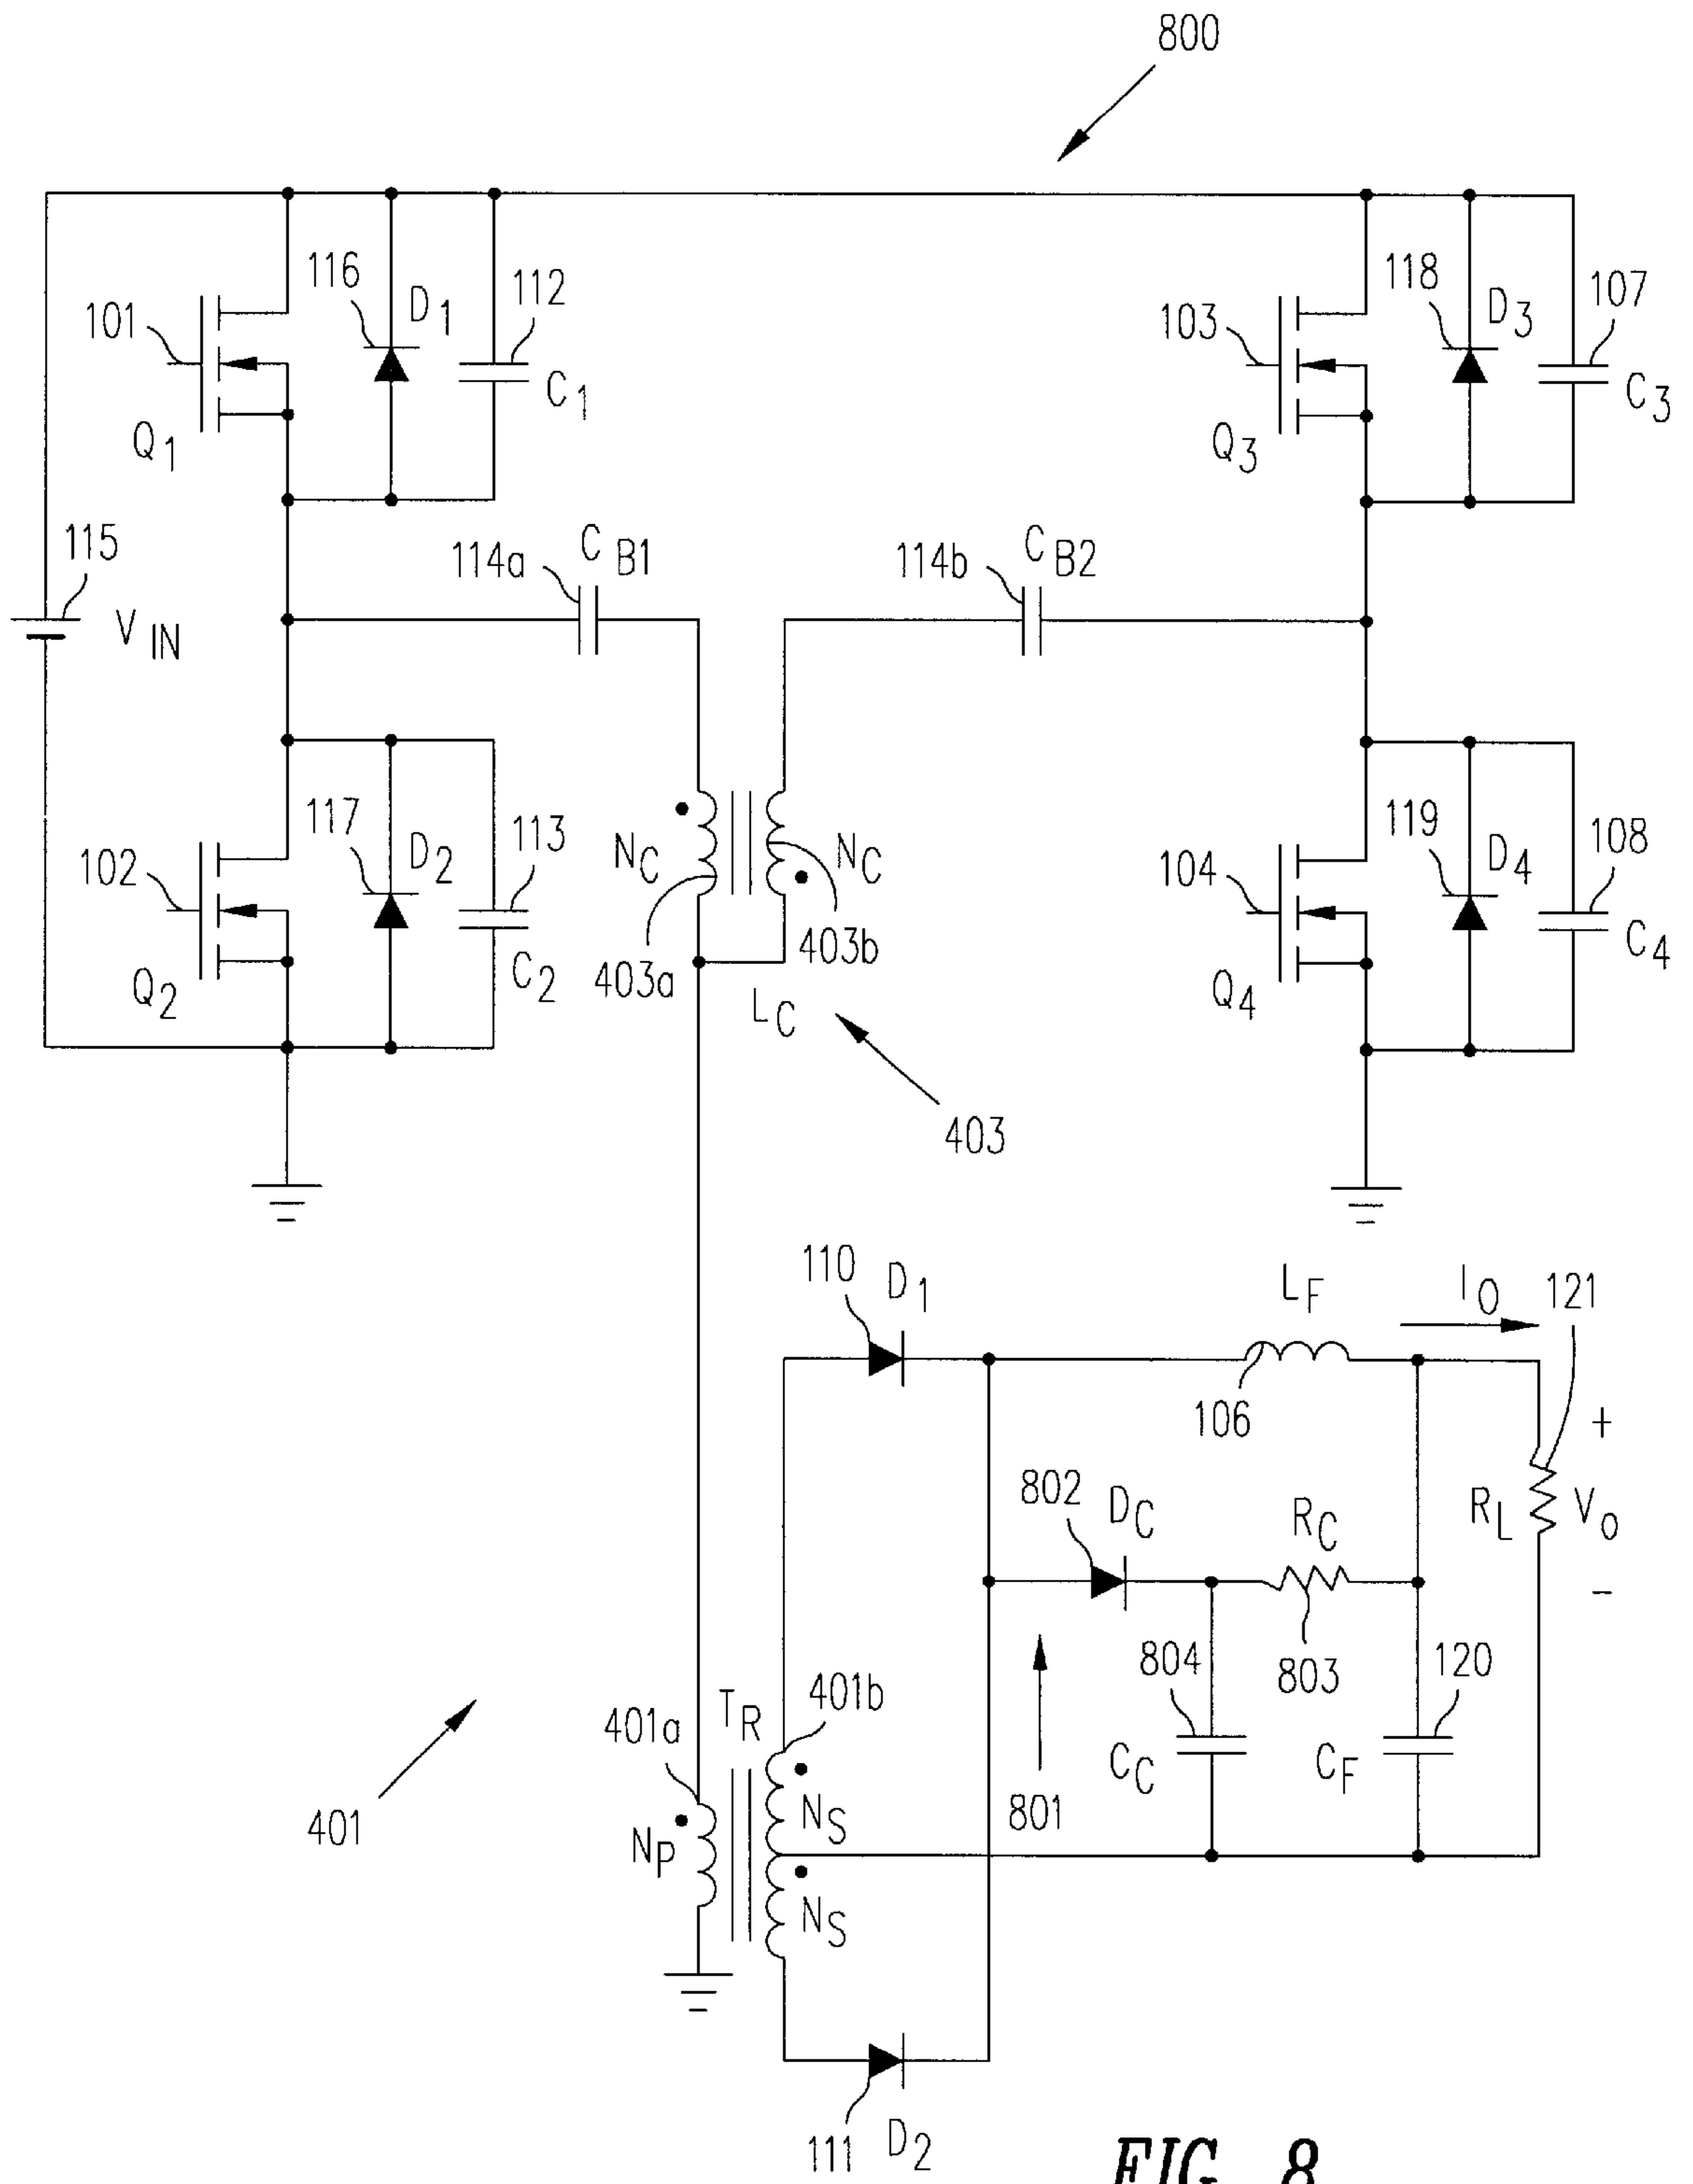 800
116
D1
112
101
C1
Q1
118
D3
107
103
C3
Q3
115
VIN
114a
CB1
114b
CB2
117
D2
113
102
C2
Q2
NC
NC
403a
403b
LC
403
119
D4
108
104
C4
Q4
110
D1
LF
IO
121
106
+
802
DC
RC
RL
VO
−
804
803
120
CC
CF
801
401a
TR
401b
401
NP
NS
NS
111
D2
FIG. 8